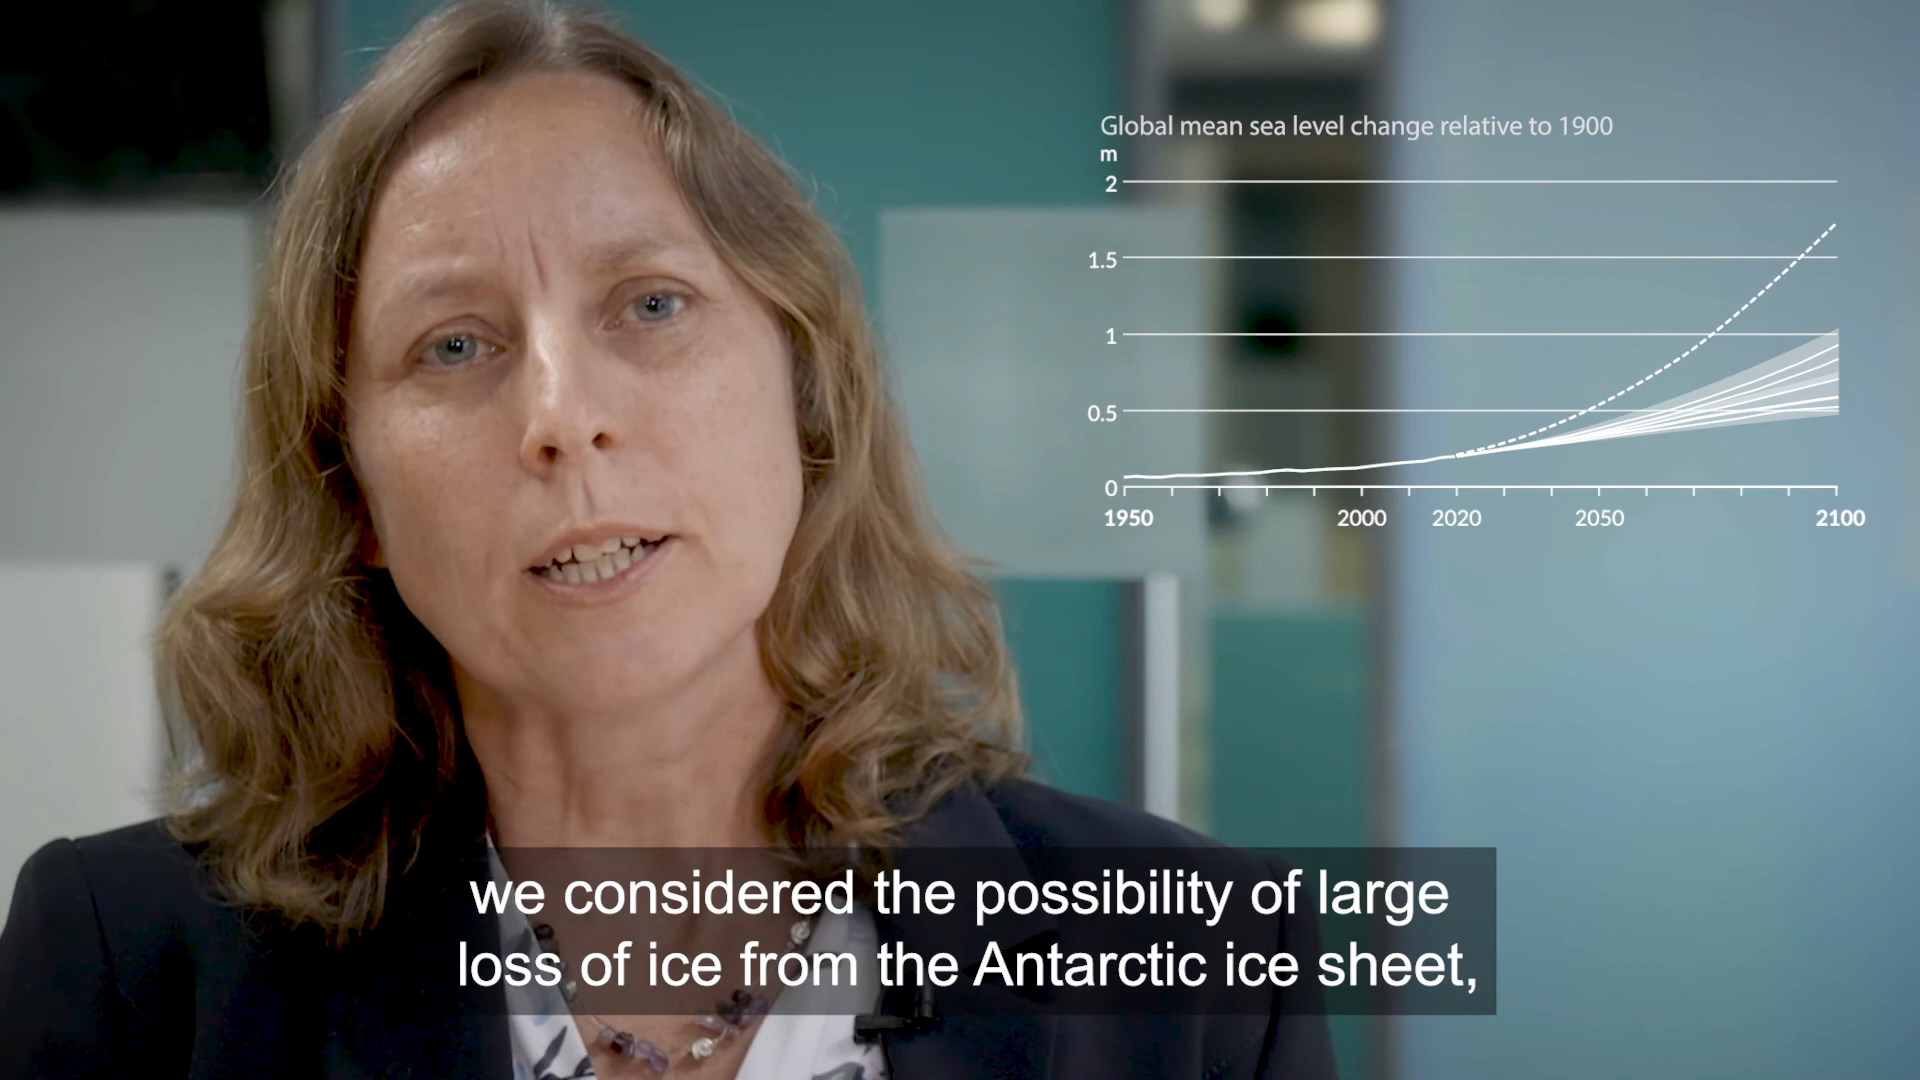 Global mean sea level change relative to 1900
m
2
1.5
1
0.5
0
1950 2000 2020 2050 2100
we considered the possibility of large
loss of ice from the Antarctic ice sheet,